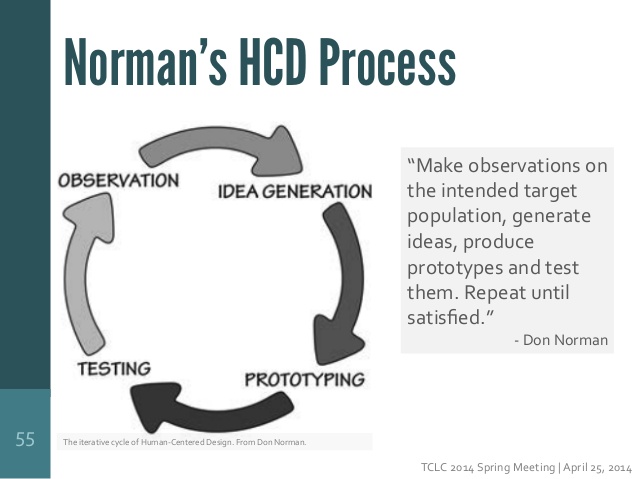 Norman’s HCD Process
OBSERVATION
IDEA GENERATION
TESTING
PROTOTYPING
The iterative cycle of Human-Centered Design. From Don Norman.
“Make observations on
the intended target
population, generate
ideas, produce
prototypes and test
them. Repeat until
satisfied.”
- Don Norman
55
TCLC 2014 Spring Meeting | April 25, 2014